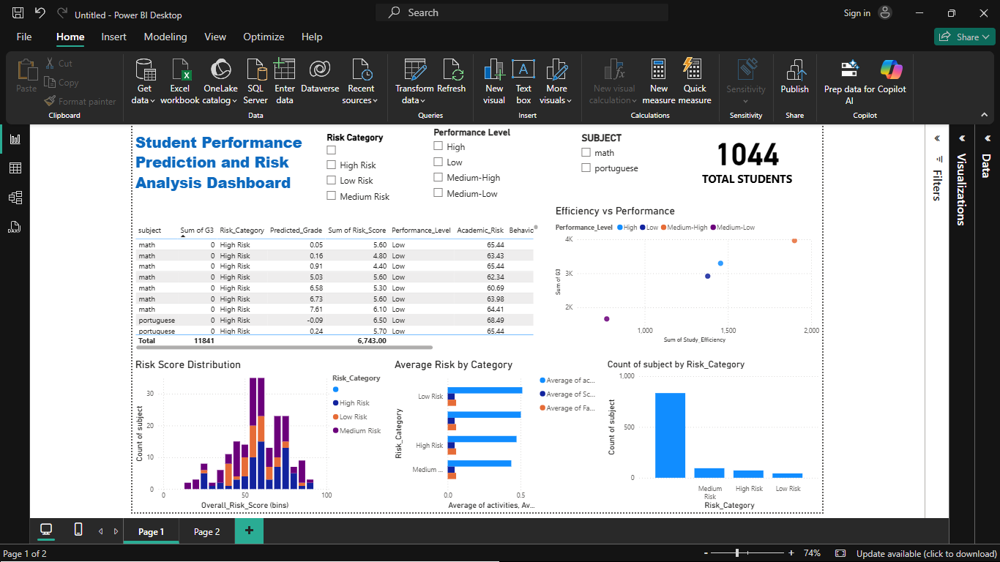 Untitled - Power BI Desktop
Search
Sign in
File Home Insert Modeling View Optimize Help
Share
Paste
Cut
Copy
Format painter
Clipboard
Get data
Excel workbook
OneLake catalog
SQL Server
Enter data
Dataverse
Recent sources
Data
Transform data
Refresh
Queries
New visual
Text box
More visuals
Insert
New visual calculation
New measure
Quick measure
Calculations
Sensitivity
Sensitivity
Publish
Share
Prep data for AI
Copilot
Copilot
Student Performance
Prediction and Risk
Analysis Dashboard
Risk Category
High Risk
Low Risk
Medium Risk
Performance Level
High
Low
Medium-High
Medium-Low
SUBJECT
math
portuguese
1044
TOTAL STUDENTS
subject Sum of G3 Risk_Category Predicted_Grade Sum of Risk_Score Performance_Level Academic_Risk Behavic
math 0 High Risk 0.05 5.60 Low 65.44
math 0 High Risk 0.16 4.80 Low 63.43
math 0 High Risk 0.91 4.40 Low 65.44
math 0 High Risk 5.03 5.60 Low 62.34
math 0 High Risk 6.58 5.30 Low 60.69
math 0 High Risk 6.73 5.60 Low 63.98
math 0 High Risk 7.61 6.10 Low 64.41
portuguese 0 High Risk -0.09 6.50 Low 68.49
portuguese 0 High Risk 0.24 5.70 Low 65.44
Total 11841 6,743.00
Efficiency vs Performance
Performance_Level High Low Medium-High Medium-Low
4K
3K
2K
Sum of G3
1,000 1,500 2,000
Sum of Study_Efficiency
Risk Score Distribution
Risk_Category
High Risk
Low Risk
Medium Risk
Count of subject
30
20
10
0
0 50 100
Overall_Risk_Score (bins)
Average Risk by Category
Average of ac...
Average of Sc...
Average of Fa...
Risk_Category
Low Risk
High Risk
Medium ...
0.0 0.5
Average of activities, Av...
Count of subject by Risk_Category
Count of subject
1,000
500
0
Medium Risk
High Risk
Low Risk
Risk_Category
Filters
Visualizations
Data
DAX
Page 1
Page 2
+
Page 1 of 2
- + 74%
Update available (click to download)